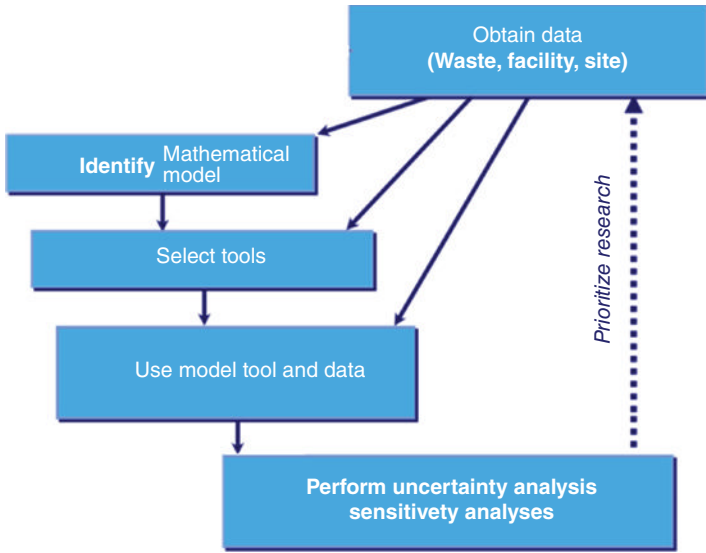 Obtain data
(Waste, facility, site)
Identify Mathematical
model
Select tools
Use model tool and data
Prioritize research
Perform uncertainty analysis
sensitivety analyses